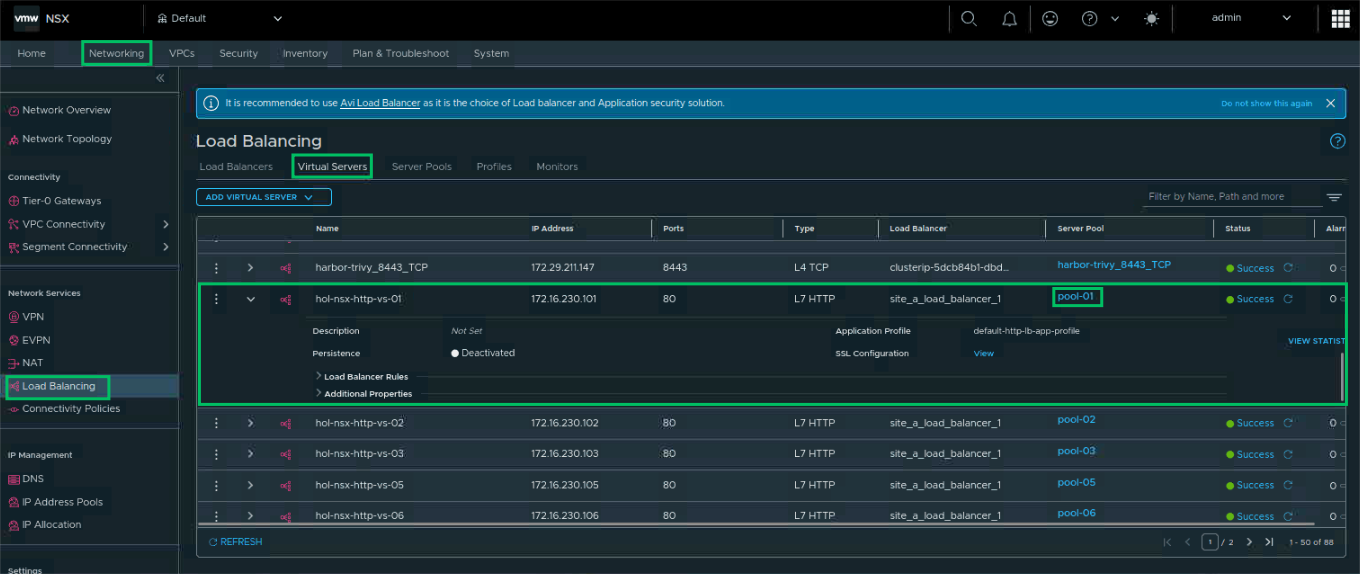 vmw NSX Default admin
Home Networking VPCs Security Inventory Plan & Troubleshoot System
Network Overview
Network Topology
Connectivity
Tier-0 Gateways
VPC Connectivity
Segment Connectivity
Network Services
VPN
EVPN
NAT
Load Balancing
Connectivity Policies
IP Management
DNS
IP Address Pools
IP Allocation
Settings
It is recommended to use Avi Load Balancer as it is the choice of Load balancer and Application security solution. Do not show this again
Load Balancing
Load Balancers Virtual Servers Server Pools Profiles Monitors
ADD VIRTUAL SERVER Filter by Name, Path and more
Name IP Address Ports Type Load Balancer Server Pool Status Alarr
harbor-trivy_8443_TCP 172.29.211.147 8443 L4 TCP clusterip-5dcb84b1-dbd... harbor-trivy_8443_TCP Success 0
hol-nsx-http-vs-01 172.16.230.101 80 L7 HTTP site_a_load_balancer_1 pool-01 Success 0
Description Not Set Application Profile default-http-lb-app-profile
VIEW STATIST
Persistence Deactivated SSL Configuration View
Load Balancer Rules
Additional Properties
hol-nsx-http-vs-02 172.16.230.102 80 L7 HTTP site_a_load_balancer_1 pool-02 Success 0
hol-nsx-http-vs-03 172.16.230.103 80 L7 HTTP site_a_load_balancer_1 pool-03 Success 0
hol-nsx-http-vs-05 172.16.230.105 80 L7 HTTP site_a_load_balancer_1 pool-05 Success 0
hol-nsx-http-vs-06 172.16.230.106 80 L7 HTTP site_a_load_balancer_1 pool-06 Success 0
REFRESH 1 / 2 1 - 50 of 88